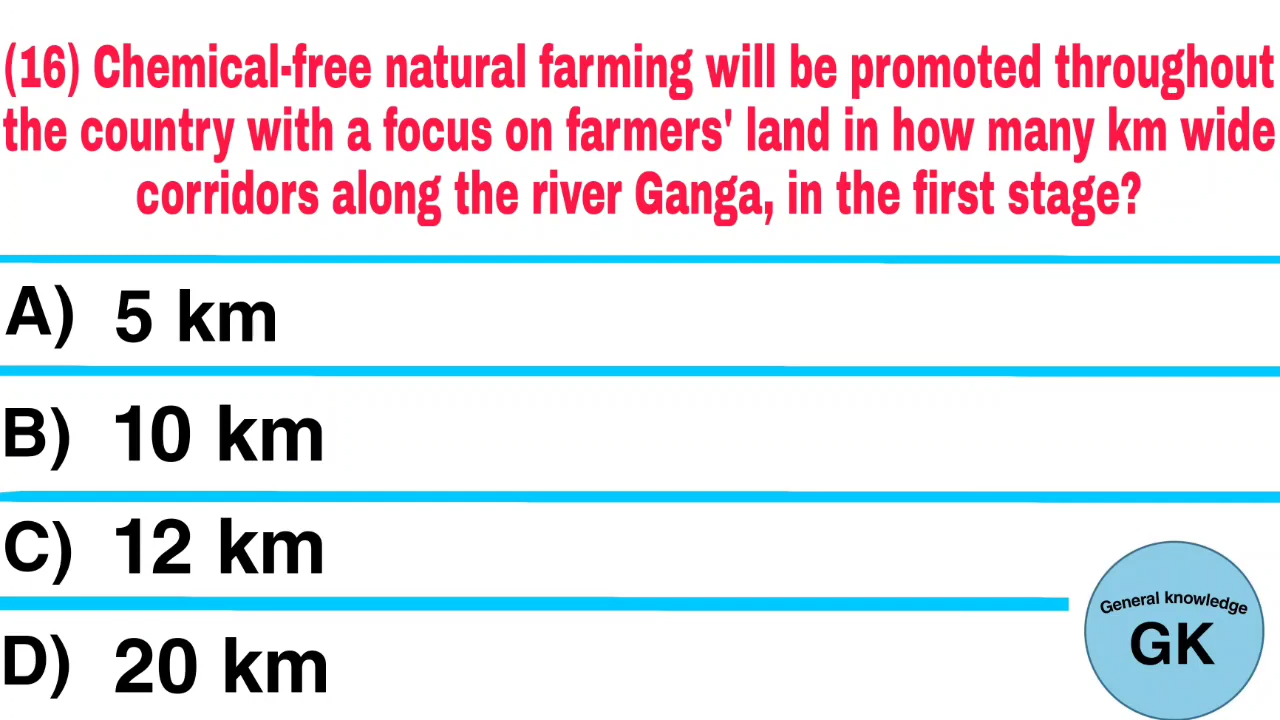 (16) Chemical-free natural farming will be promoted throughout
the country with a focus on farmers' land in how many km wide
corridors along the river Ganga, in the first stage?
A) 5 km
B) 10 km
C) 12 km
D) 20 km
General knowledge
GK